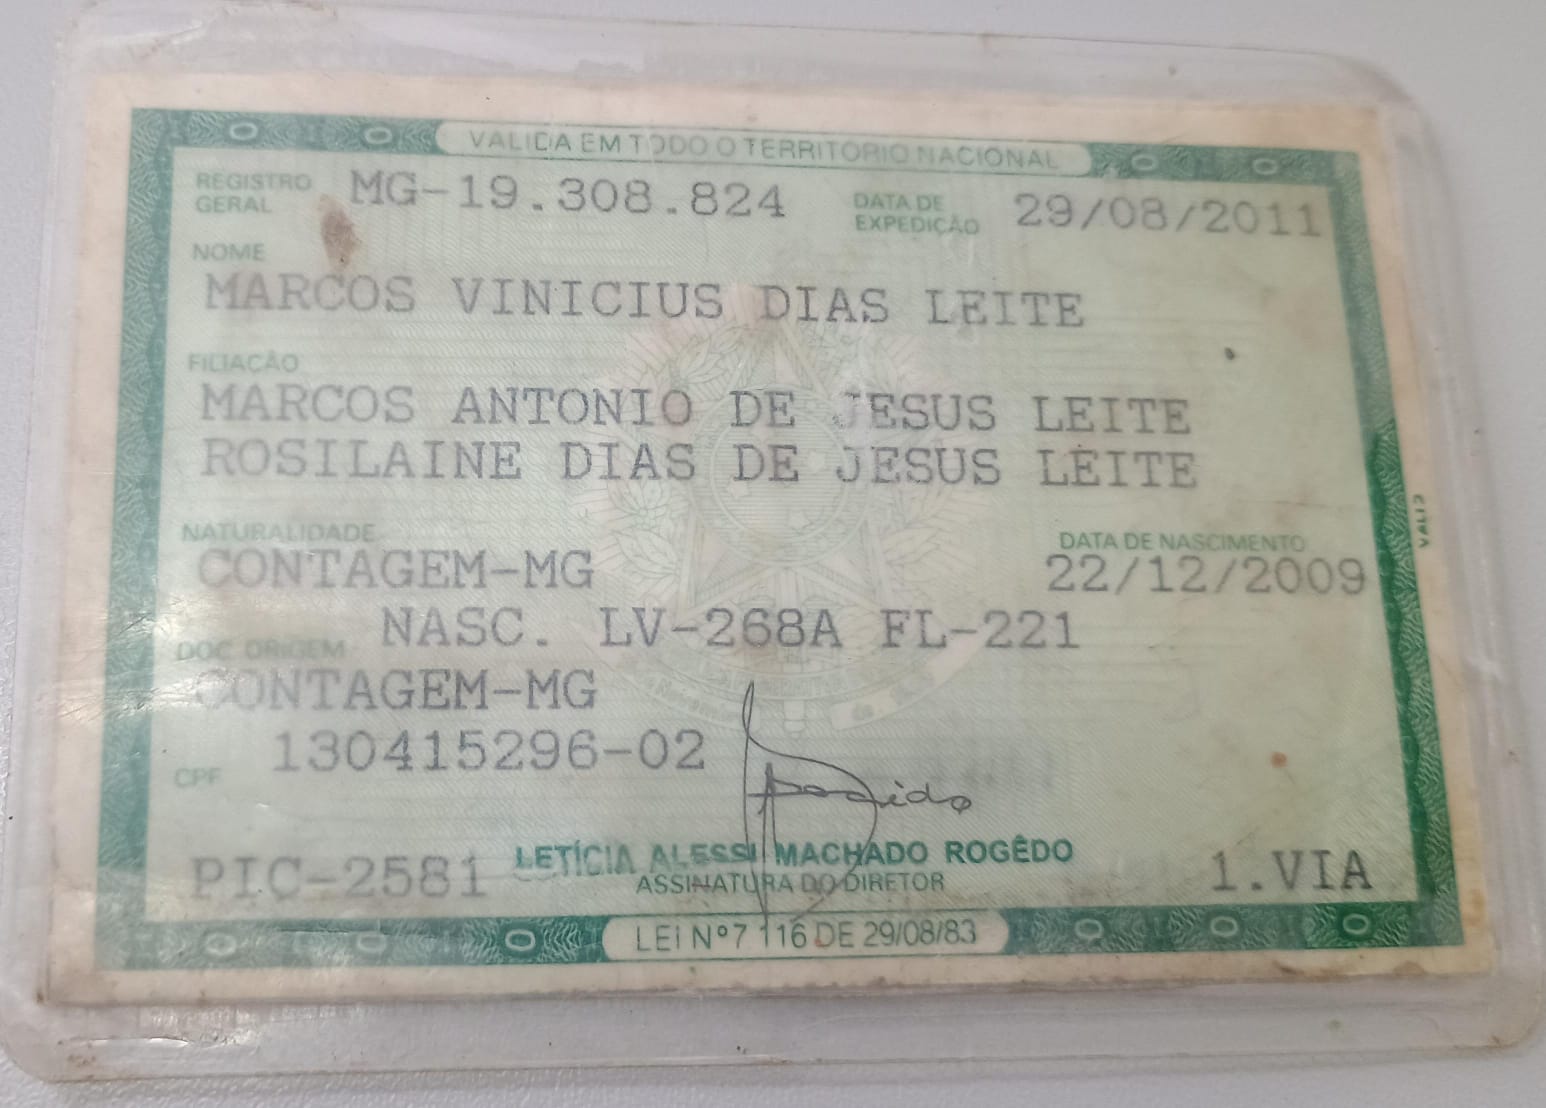 VALIDA EM TODO O TERRITORIO NACIONAL
REGISTRO GERAL MG-19.308.824 DATA DE EXPEDIÇÃO 29/08/2011
NOME
MARCOS VINICIUS DIAS LEITE
FILIAÇÃO
MARCOS ANTONIO DE JESUS LEITE
ROSILAINE DIAS DE JESUS LEITE
NATURALIDADE DATA DE NASCIMENTO
CONTAGEM-MG 22/12/2009
DOC ORIGEM NASC. LV-268A FL-221
CONTAGEM-MG
CPF 130415296-02
PIC-2581 LETÍCIA ALESSI MACHADO ROGÊDO 1.VIA
ASSINATURA DO DIRETOR
LEI Nº 7 116 DE 29/08/83